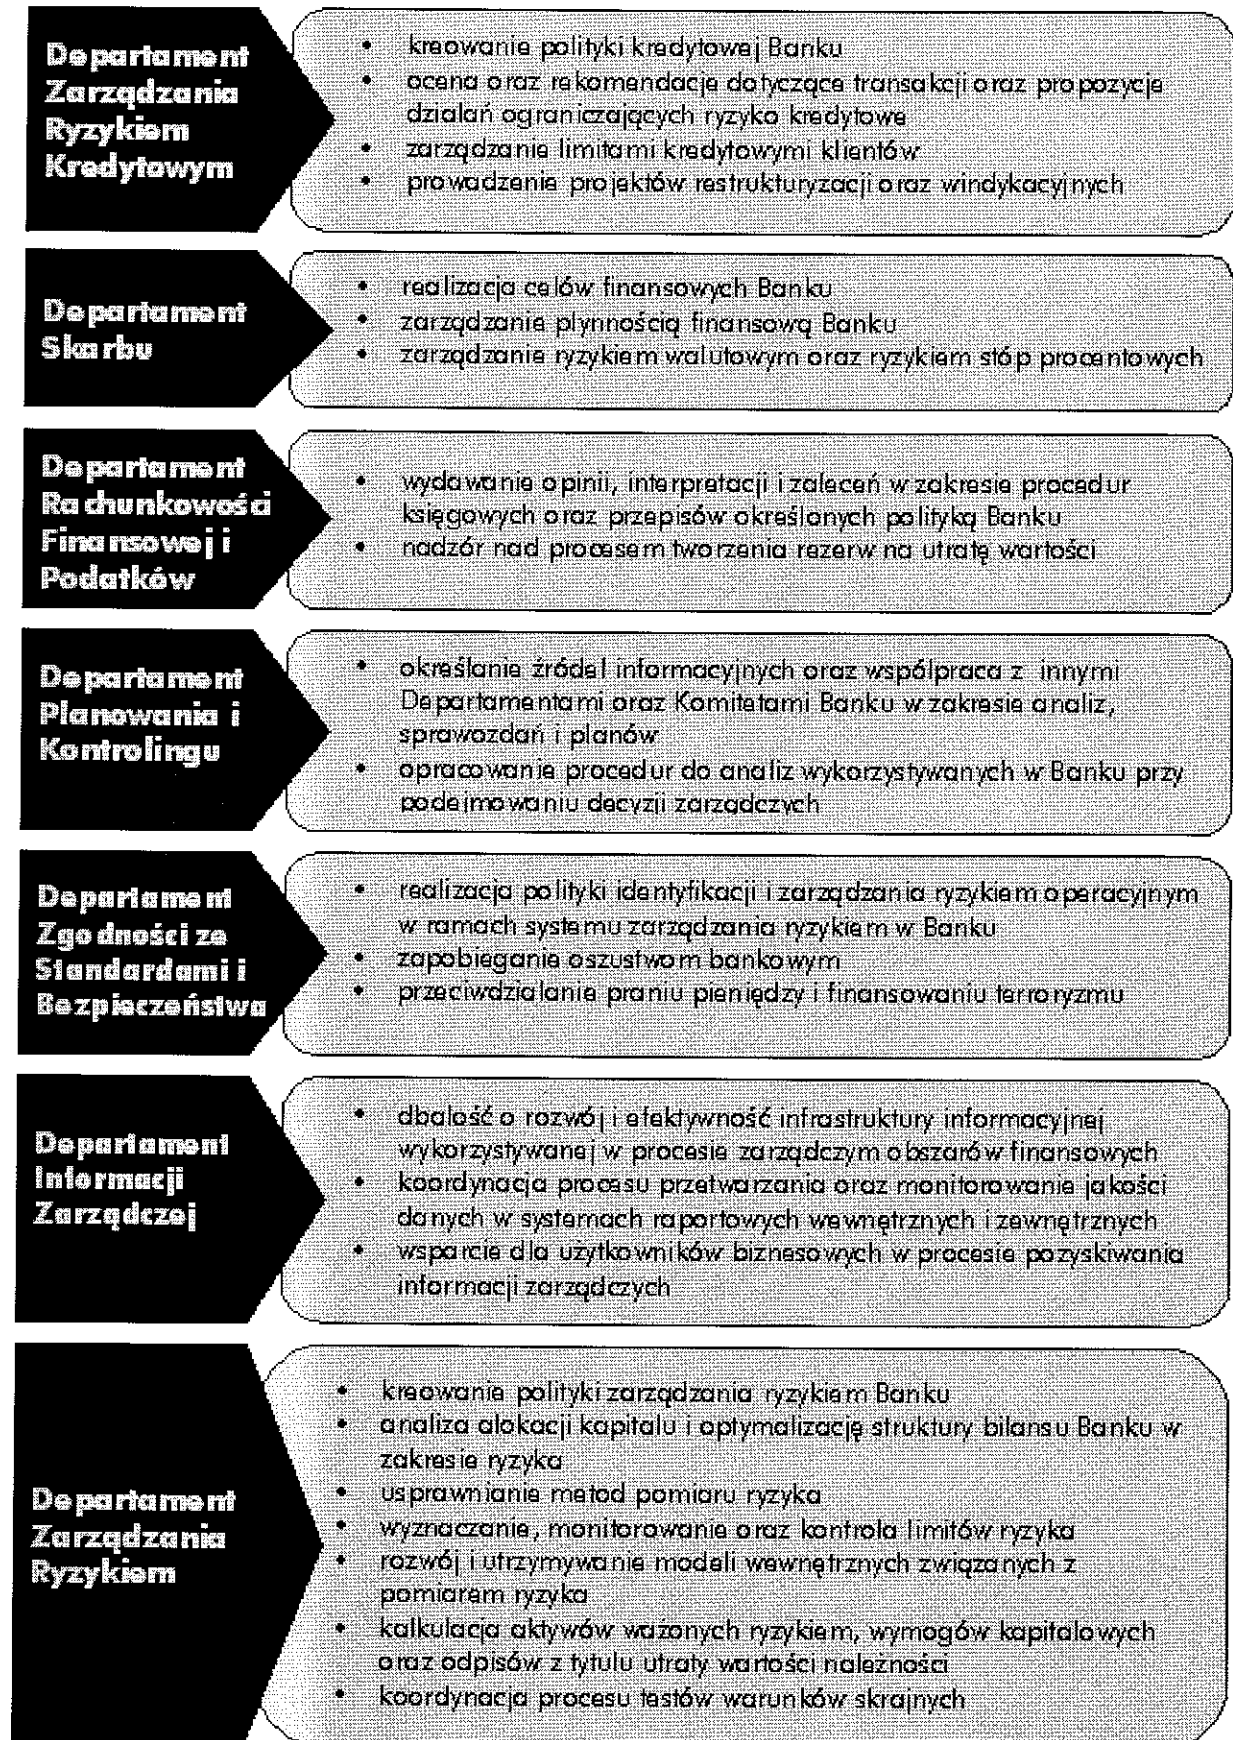 Departament
Zarządzania
Ryzykiem
Kredytowym
• kreowanie polityki kredytowej Banku
• ocena oraz rekomendacje dotyczące transakcji oraz propozycje
działań ograniczających ryzyko kredytowe
• zarządzanie limitami kredytowymi klientów
• prowadzenie projektów restrukturyzacji oraz windykacyjnych
Departament
Skarbu
• realizacja celów finansowych Banku
• zarządzanie płynnością finansową Banku
• zarządzanie ryzykiem walutowym oraz ryzykiem stóp procentowych
Departament
Rachunkowości
Finansowej i
Podatków
• wydawanie opinii, interpretacji i zaleceń w zakresie procedur
księgowych oraz przepisów określonych polityką Banku
• nadzór nad procesem tworzenia rezerw na utratę wartości
Departament
Planowania i
Kontrolingu
• określanie źródeł informacyjnych oraz współpraca z innymi
Departamentami oraz Komitetami Banku w zakresie analiz,
sprawozdań i planów
• opracowanie procedur do analiz wykorzystywanych w Banku przy
podejmowaniu decyzji zarządczych
Departament
Zgodności ze
Standardami i
Bezpieczeństwa
• realizacja polityki identyfikacji i zarządzania ryzykiem operacyjnym
w ramach systemu zarządzania ryzykiem w Banku
• zapobieganie oszustwom bankowym
• przeciwdziałanie praniu pieniędzy i finansowaniu terroryzmu
Departament
Informacji
Zarządczej
• dbałość o rozwój i efektywność infrastruktury informacyjnej
wykorzystywanej w procesie zarządczym obszarów finansowych
• koordynacja procesu przetwarzania oraz monitorowanie jakości
danych w systemach raportowych wewnętrznych i zewnętrznych
• wsparcie dla użytkowników biznesowych w procesie pozyskiwania
informacji zarządczych
Departament
Zarządzania
Ryzykiem
• kreowanie polityki zarządzania ryzykiem Banku
• analiza alokacji kapitału i optymalizację struktury bilansu Banku w
zakresie ryzyka
• usprawnianie metod pomiaru ryzyka
• wyznaczanie, monitorowanie oraz kontrola limitów ryzyka
• rozwój i utrzymywanie modeli wewnętrznych związanych z
pomiarem ryzyka
• kalkulacja aktywów ważonych ryzykiem, wymogów kapitałowych
oraz odpisów z tytułu utraty wartości należności
• koordynacja procesu testów warunków skrajnych